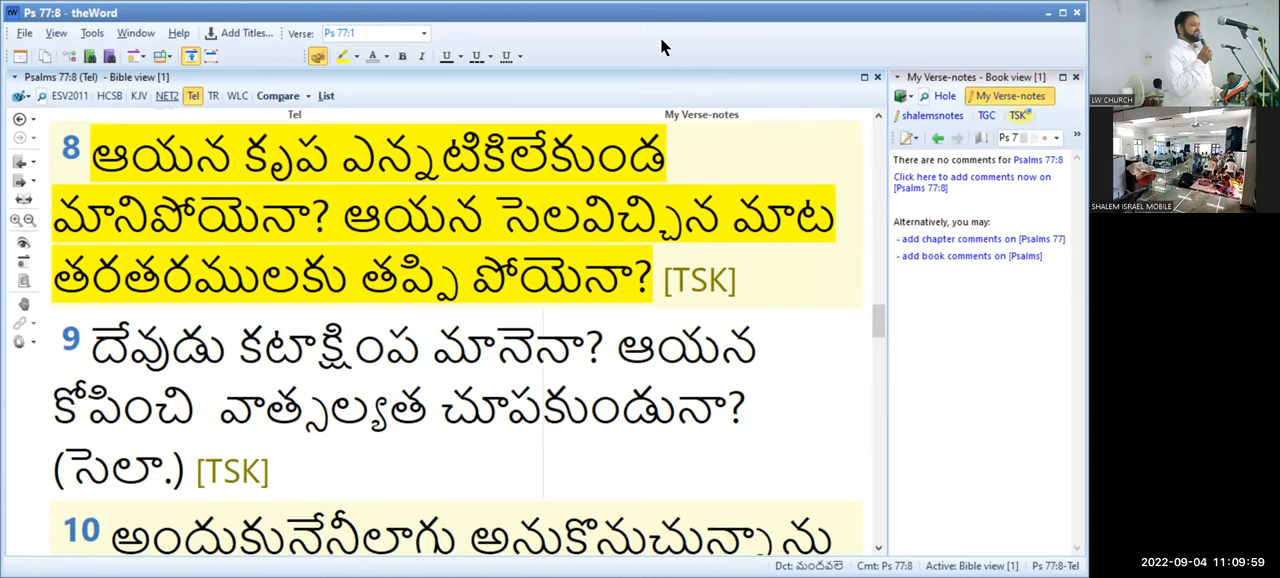 Ps 77:8 - theWord
File View Tools Window Help Add Titles... Verse: Ps 77:1
B I U U U
Psalms 77:8 (Tel) - Bible view [1]
ESV2011 HCSB KJV NET2 Tel TR WLC Compare List
Tel My Verse-notes
8 ఆయన కృప ఎన్నటికిలేకుండ
మానిపోయెనా? ఆయన సెలవిచ్చిన మాట
తరతరములకు తప్పి పోయెనా? [TSK]
9 దేవుడు కటాక్షింప మానెనా? ఆయన
కోపించి వాత్సల్యత చూపకుండునా?
(సెలా.) [TSK]
10 అందుకునేనీలాగు అనుకొనుచున్నాను
My Verse-notes - Book view [1]
Hole My Verse-notes
shalemsnotes TGC TSK
Ps 7
There are no comments for Psalms 77:8
Click here to add comments now on
[Psalms 77:8]
Alternatively, you may:
- add chapter comments on [Psalms 77]
- add book comments on [Psalms]
Dct: మందవలె Cmt: Ps 77:8 Active: Bible view [1] Ps 77:8-Tel
LW CHURCH
SHALEM ISRAEL MOBILE
2022-09-04 11:09:59